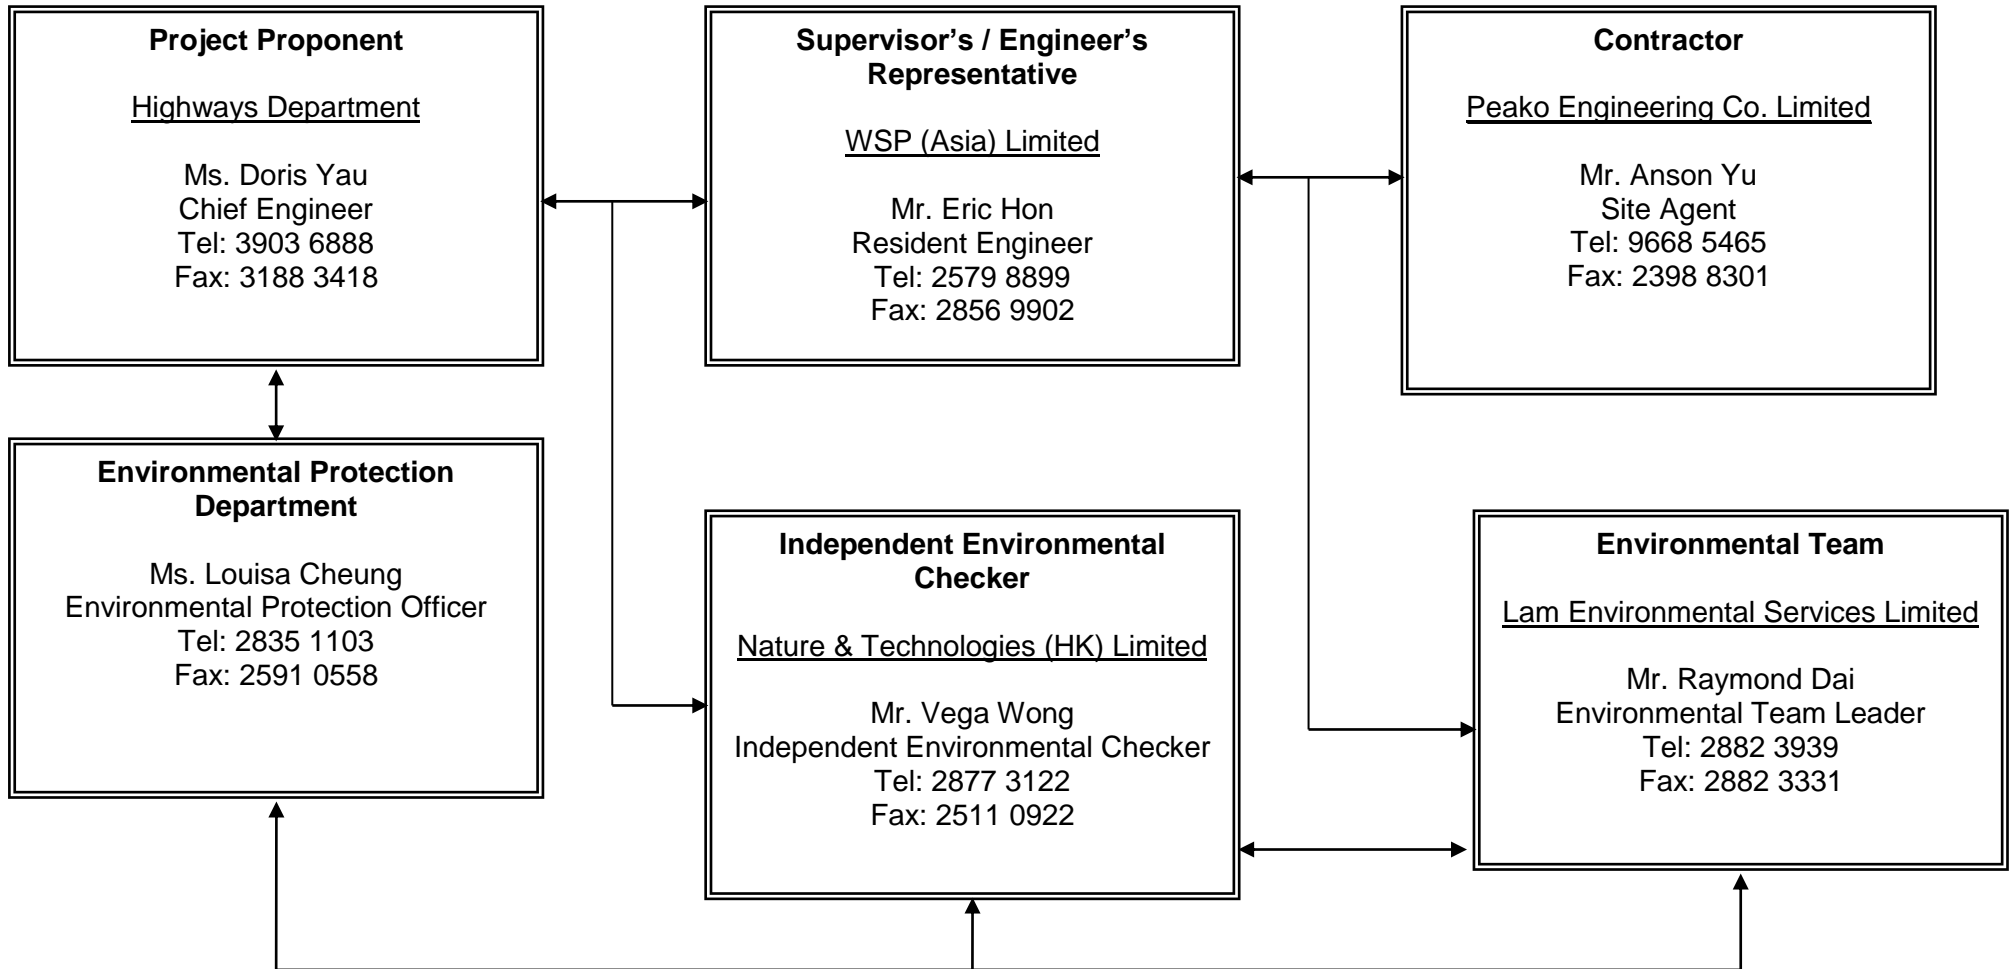 Project Proponent
Highways Department
Ms. Doris Yau
Chief Engineer
Tel: 3903 6888
Fax: 3188 3418
Supervisor’s / Engineer’s
Representative
WSP (Asia) Limited
Mr. Eric Hon
Resident Engineer
Tel: 2579 8899
Fax: 2856 9902
Contractor
Peako Engineering Co. Limited
Mr. Anson Yu
Site Agent
Tel: 9668 5465
Fax: 2398 8301
Environmental Protection
Department
Ms. Louisa Cheung
Environmental Protection Officer
Tel: 2835 1103
Fax: 2591 0558
Independent Environmental
Checker
Nature & Technologies (HK) Limited
Mr. Vega Wong
Independent Environmental Checker
Tel: 2877 3122
Fax: 2511 0922
Environmental Team
Lam Environmental Services Limited
Mr. Raymond Dai
Environmental Team Leader
Tel: 2882 3939
Fax: 2882 3331